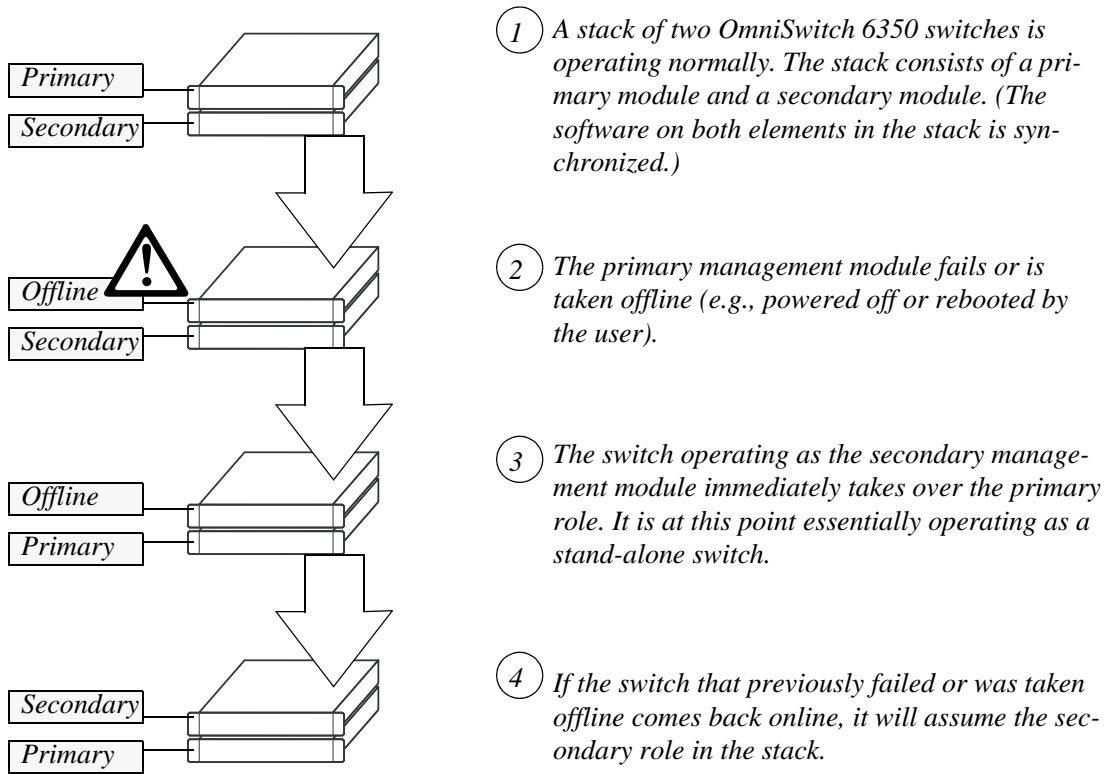 Primary
Secondary
1
A stack of two OmniSwitch 6350 switches is
operating normally. The stack consists of a pri-
mary module and a secondary module. (The
software on both elements in the stack is syn-
chronized.)
Offline
!
Secondary
2
The primary management module fails or is
taken offline (e.g., powered off or rebooted by
the user).
Offline
Primary
3
The switch operating as the secondary manage-
ment module immediately takes over the primary
role. It is at this point essentially operating as a
stand-alone switch.
Secondary
Primary
4
If the switch that previously failed or was taken
offline comes back online, it will assume the sec-
ondary role in the stack.